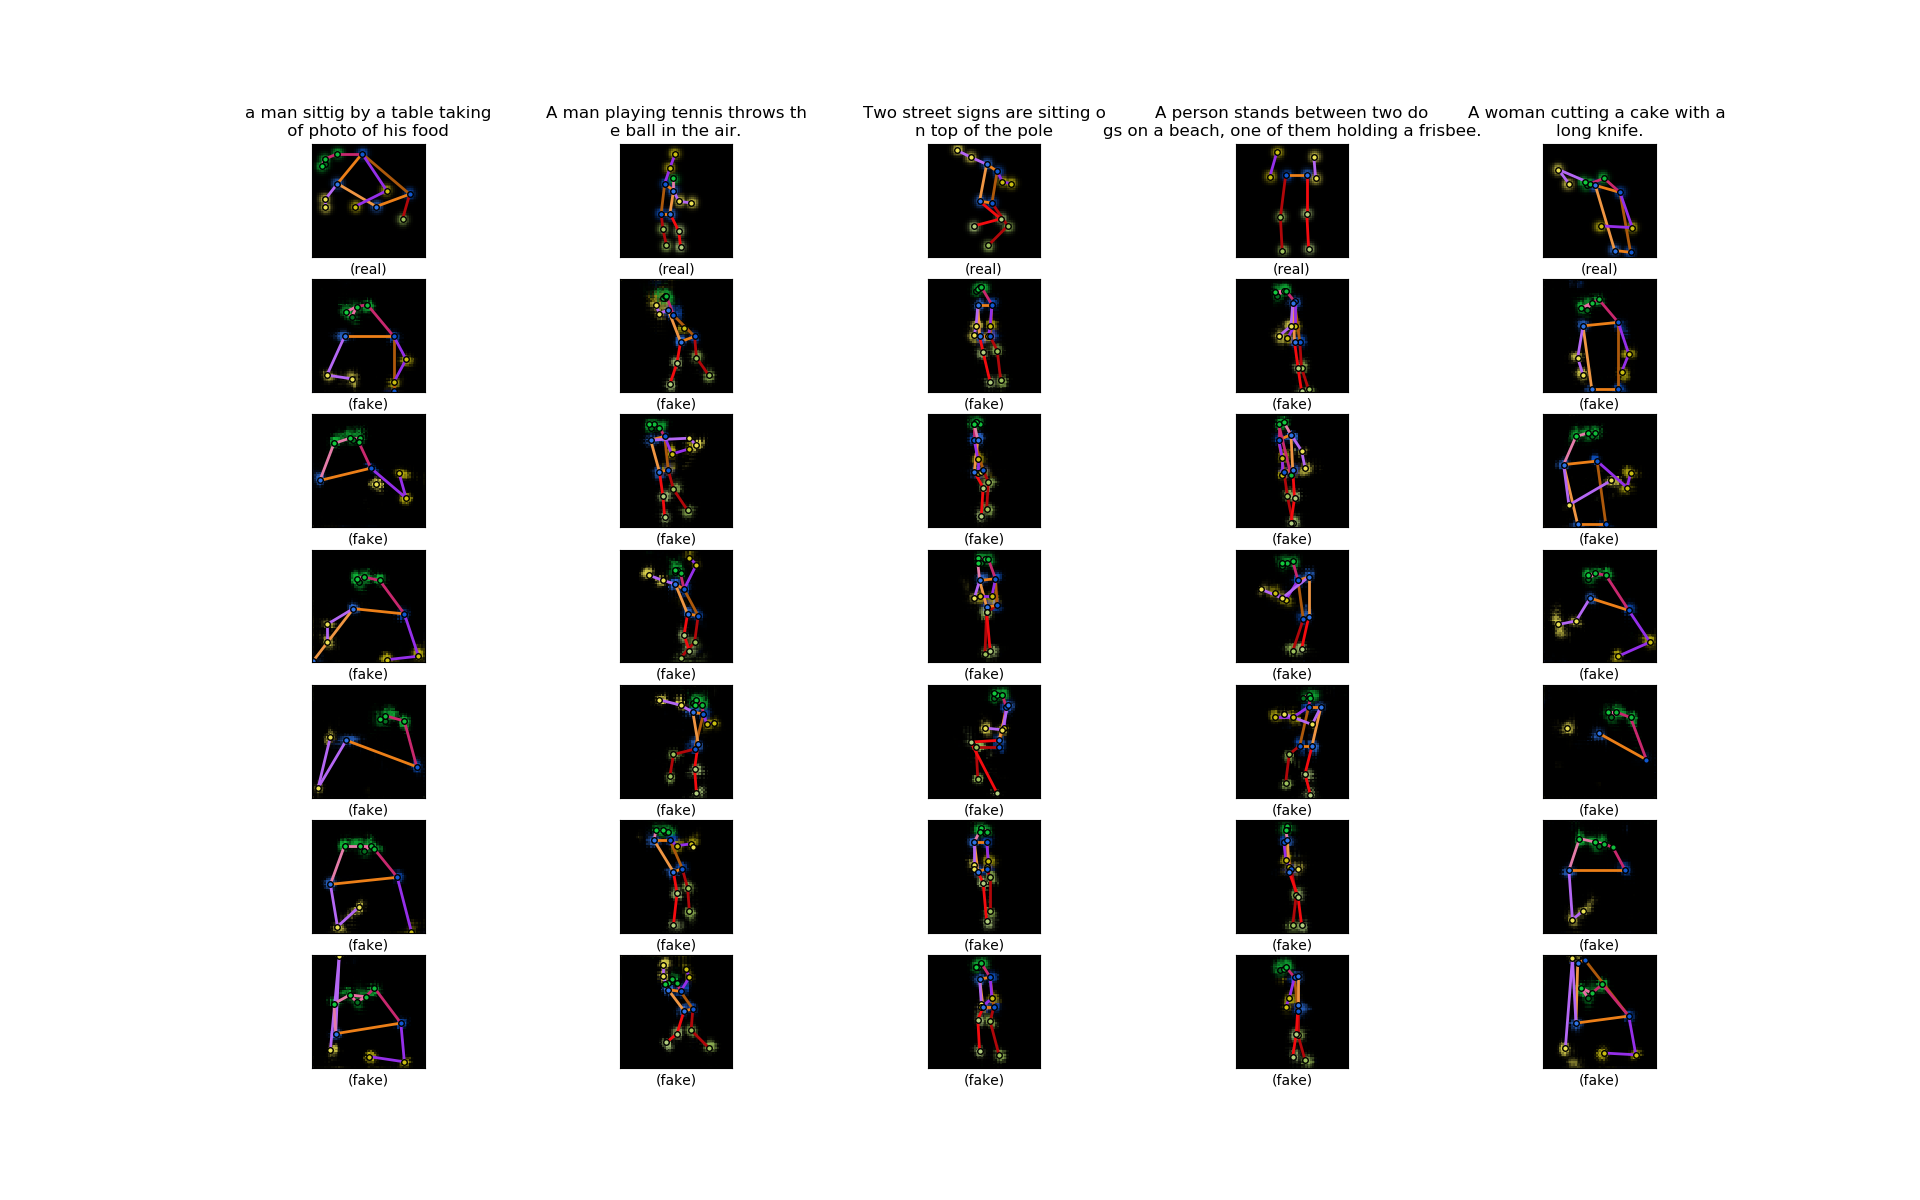 a man sittig by a table taking
of photo of his food
A man playing tennis throws th
e ball in the air.
Two street signs are sitting o
n top of the pole
A person stands between two do
gs on a beach, one of them holding a frisbee.
A woman cutting a cake with a
long knife.
(real) (real) (real) (real) (real)
(fake) (fake) (fake) (fake) (fake)
(fake) (fake) (fake) (fake) (fake)
(fake) (fake) (fake) (fake) (fake)
(fake) (fake) (fake) (fake) (fake)
(fake) (fake) (fake) (fake) (fake)
(fake) (fake) (fake) (fake) (fake)